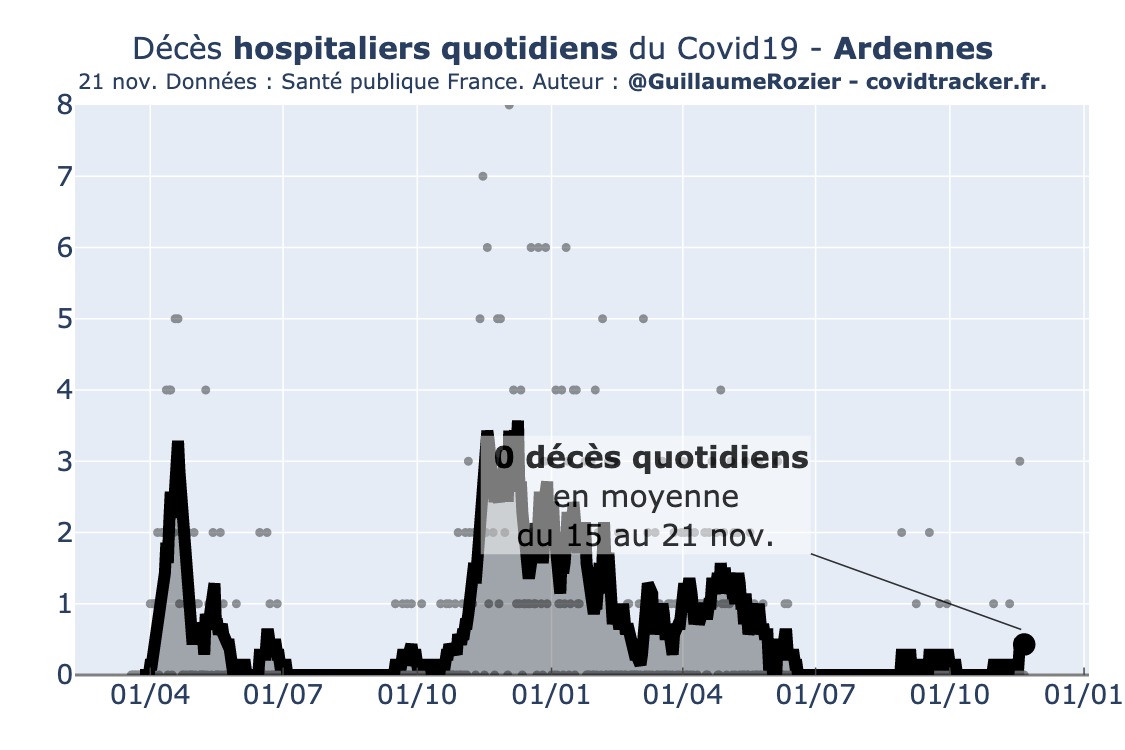 Décès hospitaliers quotidiens du Covid19 - Ardennes
21 nov. Données : Santé publique France. Auteur : @GuillaumeRozier - covidtracker.fr.
8
7
6
5
4
3
2
1
0
0 décès quotidiens
en moyenne
du 15 au 21 nov.
01/04 01/07 01/10 01/01 01/04 01/07 01/10 01/01